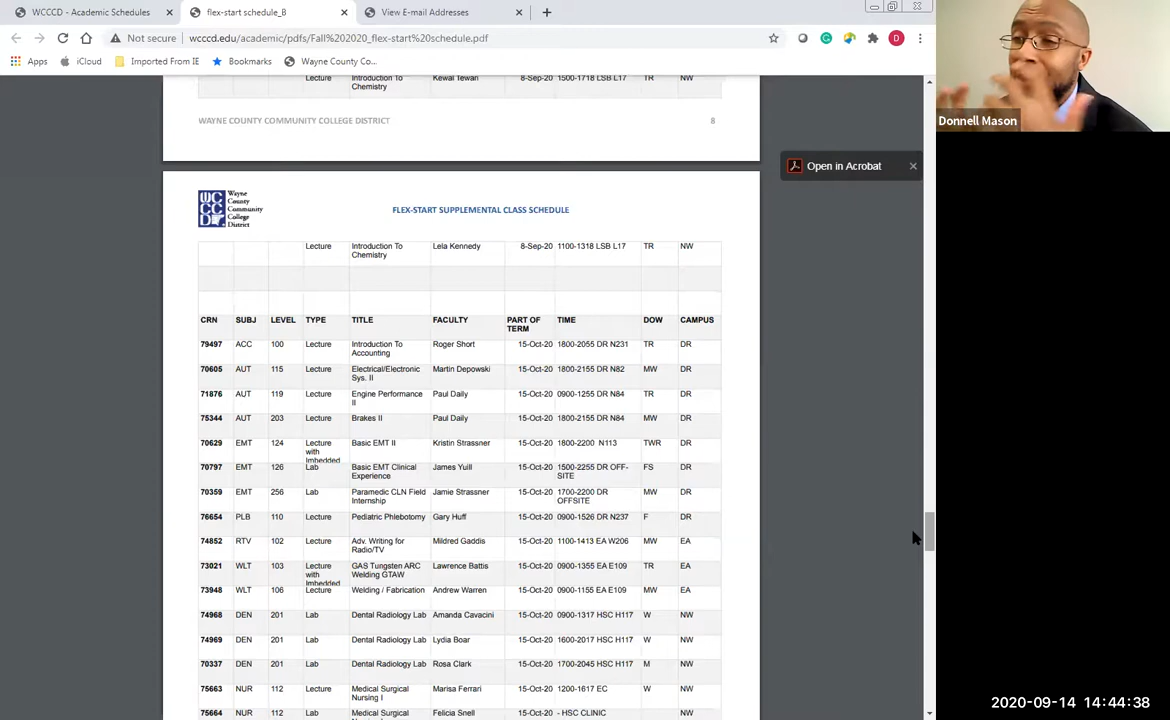 WCCCD - Academic Schedules
flex-start schedule_B
View E-mail Addresses
Not secure | wcccd.edu/academic/pdfs/Fall%202020_flex-start%20schedule.pdf
Apps iCloud Imported From IE Bookmarks Wayne County Co...
Lecture Introduction To Chemistry Kewal Tewan 8-Sep-20 1500-1718 LSB L17 TR NW
WAYNE COUNTY COMMUNITY COLLEGE DISTRICT 8
Open in Acrobat
WCCCD
Wayne
County
Community
College
District
FLEX-START SUPPLEMENTAL CLASS SCHEDULE
Lecture Introduction To Chemistry Lela Kennedy 8-Sep-20 1100-1318 LSB L17 TR NW
CRN SUBJ LEVEL TYPE TITLE FACULTY PART OF TERM TIME DOW CAMPUS
79497 ACC 100 Lecture Introduction To Accounting Roger Short 15-Oct-20 1800-2055 DR N231 TR DR
70605 AUT 115 Lecture Electrical/Electronic Sys. II Martin Depowski 15-Oct-20 1800-2155 DR N82 MW DR
71876 AUT 119 Lecture Engine Performance II Paul Daily 15-Oct-20 0900-1255 DR N84 TR DR
75344 AUT 203 Lecture Brakes II Paul Daily 15-Oct-20 1800-2155 DR N84 MW DR
70629 EMT 124 Lecture with Imbedded Basic EMT II Kristin Strassner 15-Oct-20 1800-2200 N113 TWR DR
70797 EMT 126 Lab Basic EMT Clinical Experience James Yuill 15-Oct-20 1500-2255 DR OFF-SITE FS DR
70359 EMT 256 Lab Paramedic CLN Field Internship Jamie Strassner 15-Oct-20 1700-2200 DR OFFSITE MW DR
76654 PLB 110 Lecture Pediatric Phlebotomy Gary Huff 15-Oct-20 0900-1526 DR N237 F DR
74852 RTV 102 Lecture Adv. Writing for Radio/TV Mildred Gaddis 15-Oct-20 1100-1413 EA W206 MW EA
73021 WLT 103 Lecture with Imbedded GAS Tungsten ARC Welding GTAW Lawrence Battis 15-Oct-20 0900-1355 EA E109 TR EA
73948 WLT 106 Lecture Welding / Fabrication Andrew Warren 15-Oct-20 0900-1155 EA E109 MW EA
74968 DEN 201 Lab Dental Radiology Lab Amanda Cavacini 15-Oct-20 0900-1317 HSC H117 W NW
74969 DEN 201 Lab Dental Radiology Lab Lydia Boar 15-Oct-20 1600-2017 HSC H117 W NW
70337 DEN 201 Lab Dental Radiology Lab Rosa Clark 15-Oct-20 1700-2045 HSC H117 M NW
75663 NUR 112 Lecture Medical Surgical Nursing I Marisa Ferrari 15-Oct-20 1200-1617 EC W NW
75664 NUR 112 Lab Medical Surgical Felicia Snell 15-Oct-20 - HSC CLINIC MW NW
D
Donnell Mason
2020-09-14 14:44:38